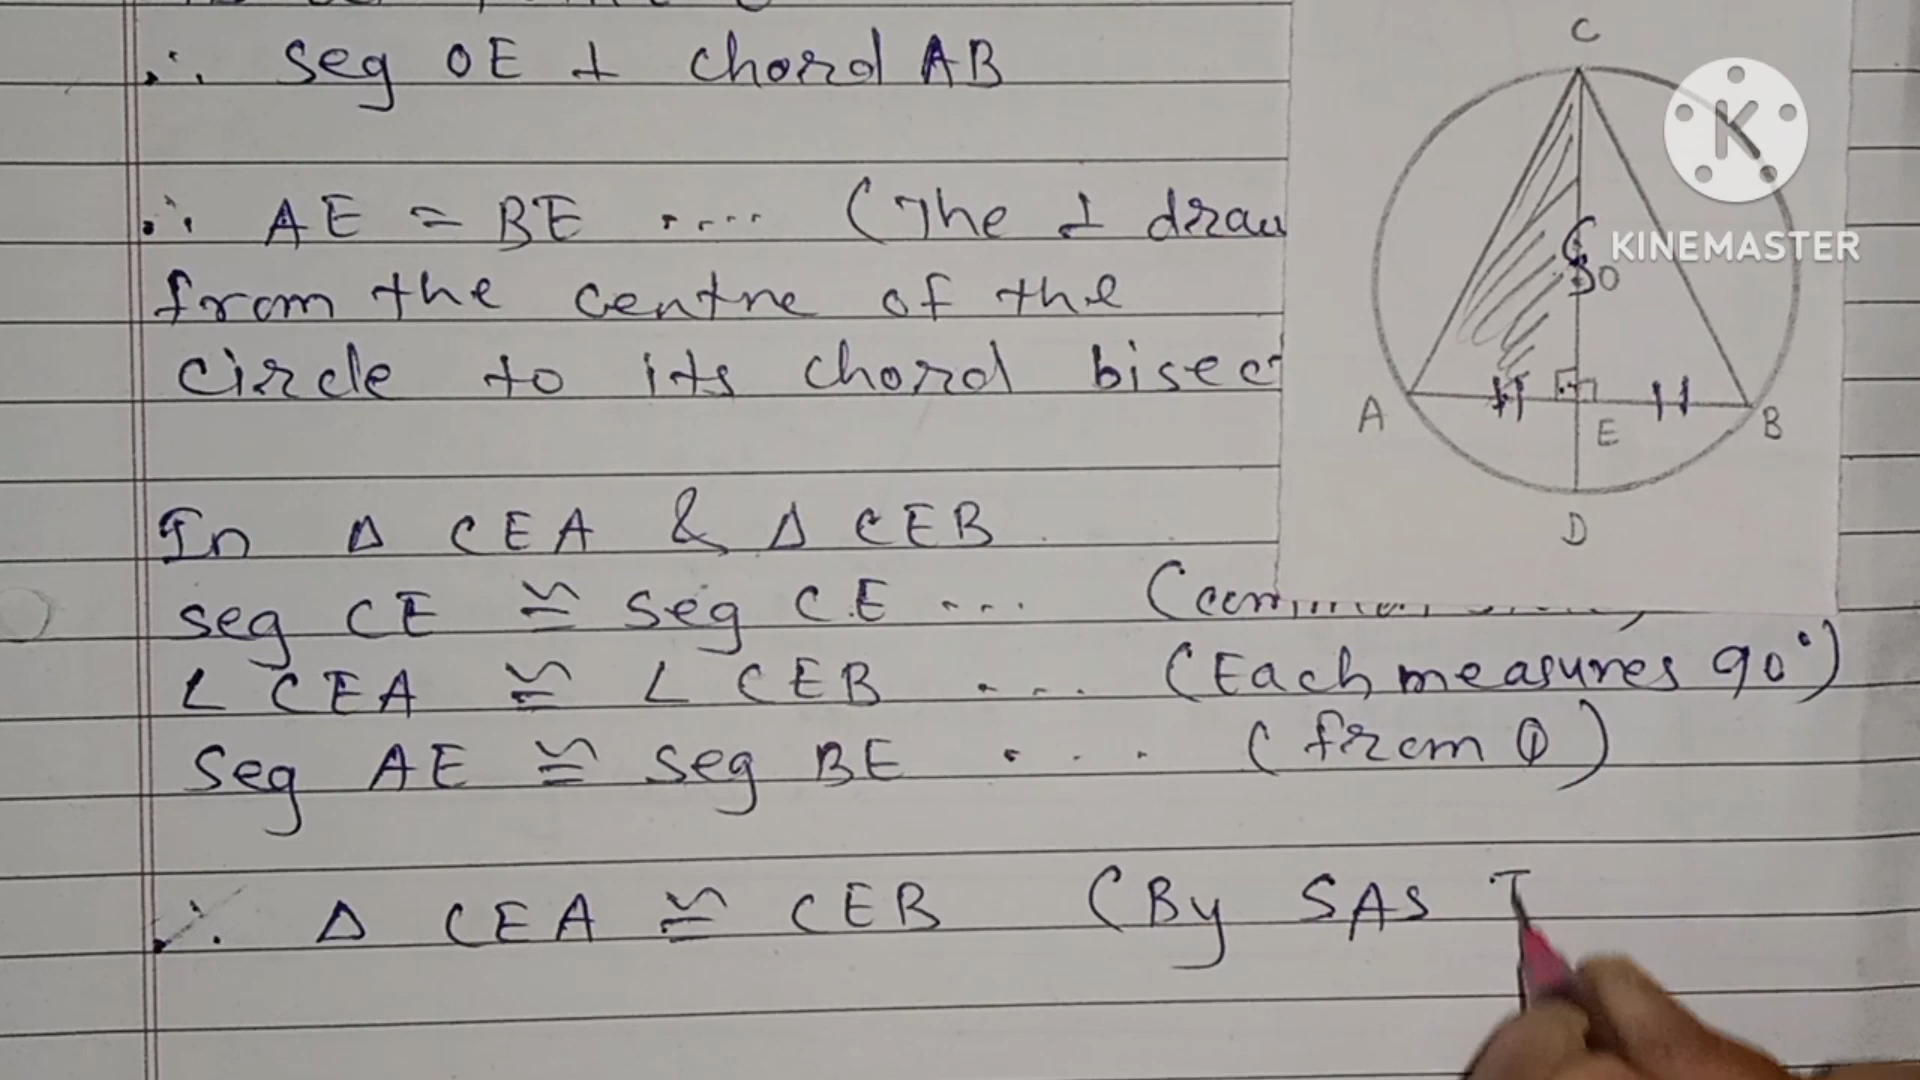 ∴ seg OE ⊥ chord AB
∴ AE = BE .... (The ⊥ draw
from the centre of the
circle to its chord bisec
In Δ CEA & Δ CEB
seg CE ≅ seg CE ... (common
∠ CEA ≅ ∠ CEB ... (Each measures 90°)
seg AE ≅ seg BE ... (from ①)
∴ Δ CEA ≅ CEB (By SAS T
C
K
KINEMASTER
O
A
E
B
D